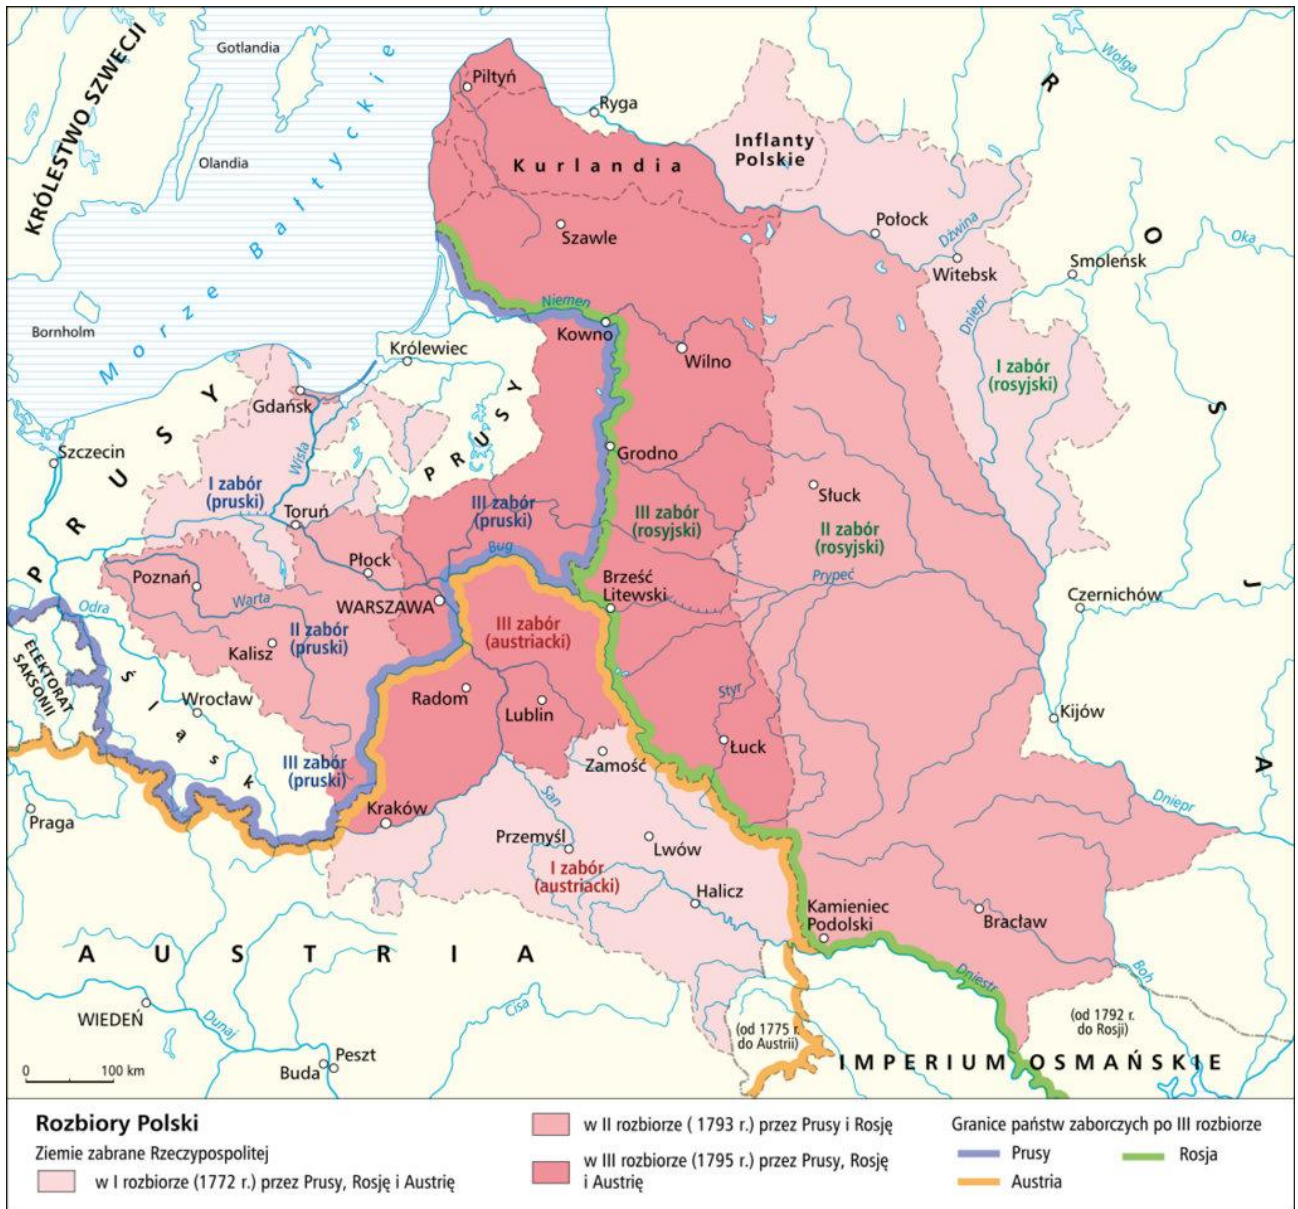 KRÓLESTWO SZWECJI
Gotlandia
Olandia
Bornholm
Morze Bałtyckie
Piltyń
Ryga
Kurlandia
Inflanty
Polskie
Wołga
ROSJA
Szawle
Połock
Dźwina
Witebsk
Smoleńsk
Oka
Dniepr
Niemen
Kowno
Wilno
Królewiec
I zabór
(rosyjski)
Gdańsk
Szczecin
PRUSY
PRUSY
Wisła
Grodno
I zabór
(pruski)
Toruń
III zabór
(pruski)
III zabór
(rosyjski)
Słuck
II zabór
(rosyjski)
Płock
Bug
Poznań
Warta
WARSZAWA
Brześć
Litewski
Prypeć
Czernichów
Odra
II zabór
(pruski)
III zabór
(austriacki)
Kalisz
ELEKTORAT
SAKSONII
Śląsk
Wrocław
Radom
Lublin
Styr
Łuck
Kijów
Zamość
III zabór
(pruski)
San
Praga
Kraków
Dniepr
Przemyśl
Lwów
I zabór
(austriacki)
Halicz
Kamieniec
Podolski
Bracław
AUSTRIA
Boh
Dniestr
WIEDEŃ
Dunaj
Cisa
(od 1775 r.
do Austrii)
(od 1792 r.
do Rosji)
Peszt
Buda
IMPERIUM OSMAŃSKIE
0 100 km
Rozbiory Polski
Ziemie zabrane Rzeczypospolitej
w I rozbiorze (1772 r.) przez Prusy, Rosję i Austrię
w II rozbiorze ( 1793 r.) przez Prusy i Rosję
w III rozbiorze (1795 r.) przez Prusy, Rosję
i Austrię
Granice państw zaborczych po III rozbiorze
Prusy
Rosja
Austria